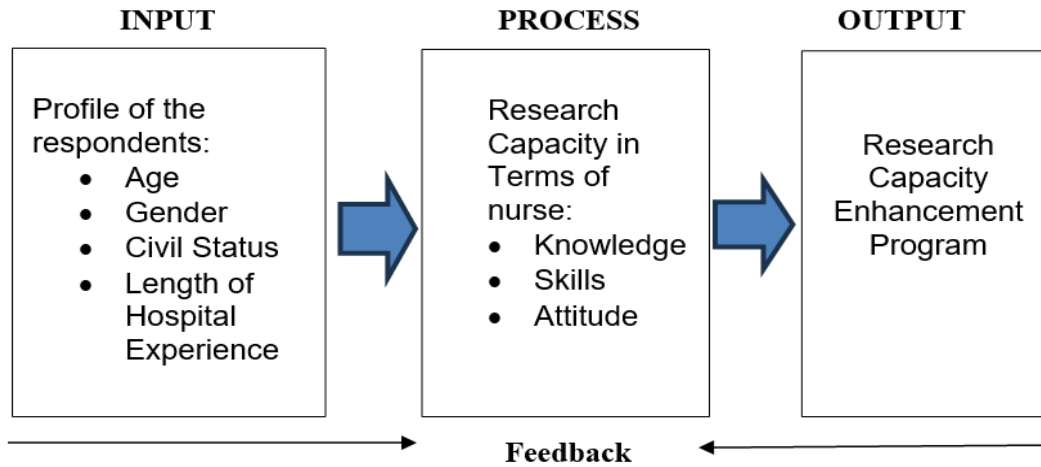 INPUT
PROCESS
OUTPUT
Profile of the
respondents:
• Age
• Gender
• Civil Status
• Length of
Hospital
Experience
Research
Capacity in
Terms of
nurse:
• Knowledge
• Skills
• Attitude
Research
Capacity
Enhancement
Program
Feedback